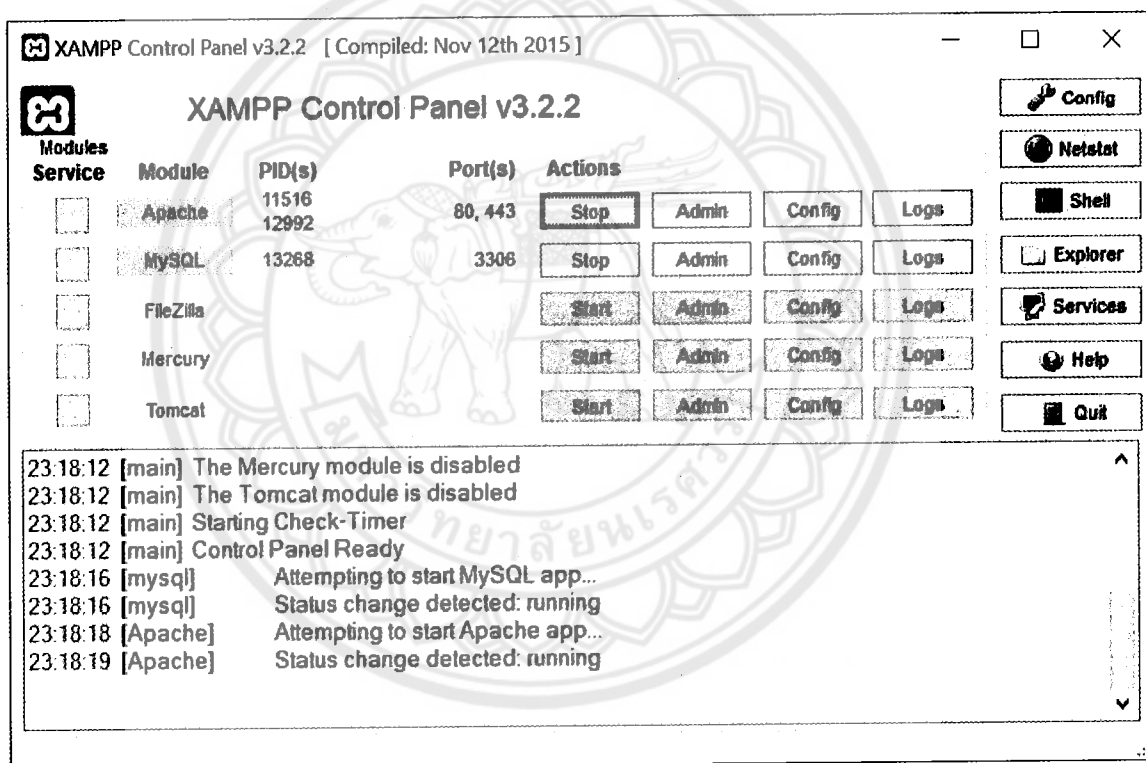 XAMPP Control Panel v3.2.2 [ Compiled: Nov 12th 2015 ]
XAMPP Control Panel v3.2.2
Config
Modules
Service Module PID(s) Port(s) Actions
Netstat
Apache 11516 12992 80, 443 Stop Admin Config Logs
Shell
MySQL 13268 3306 Stop Admin Config Logs
Explorer
FileZilla Start Admin Config Logs
Services
Mercury Start Admin Config Logs
Help
Tomcat Start Admin Config Logs
Quit
23:18:12 [main] The Mercury module is disabled
23:18:12 [main] The Tomcat module is disabled
23:18:12 [main] Starting Check-Timer
23:18:12 [main] Control Panel Ready
23:18:16 [mysql] Attempting to start MySQL app...
23:18:16 [mysql] Status change detected: running
23:18:18 [Apache] Attempting to start Apache app...
23:18:19 [Apache] Status change detected: running